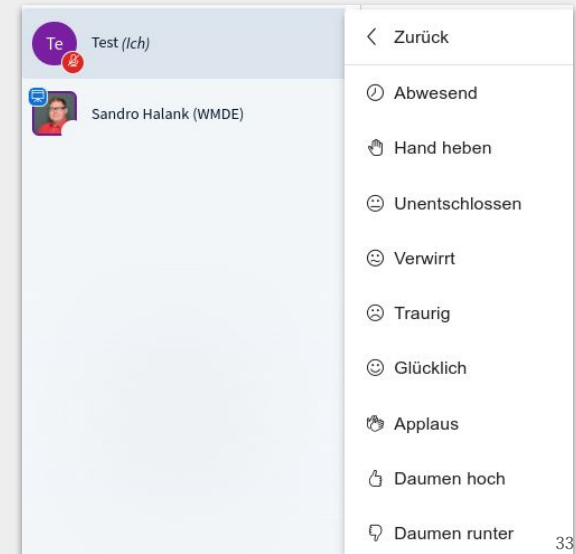 Te
Test (Ich)
Sandro Halank (WMDE)
Zurück
Abwesend
Hand heben
Unentschlossen
Verwirrt
Traurig
Glücklich
Applaus
Daumen hoch
Daumen runter
33